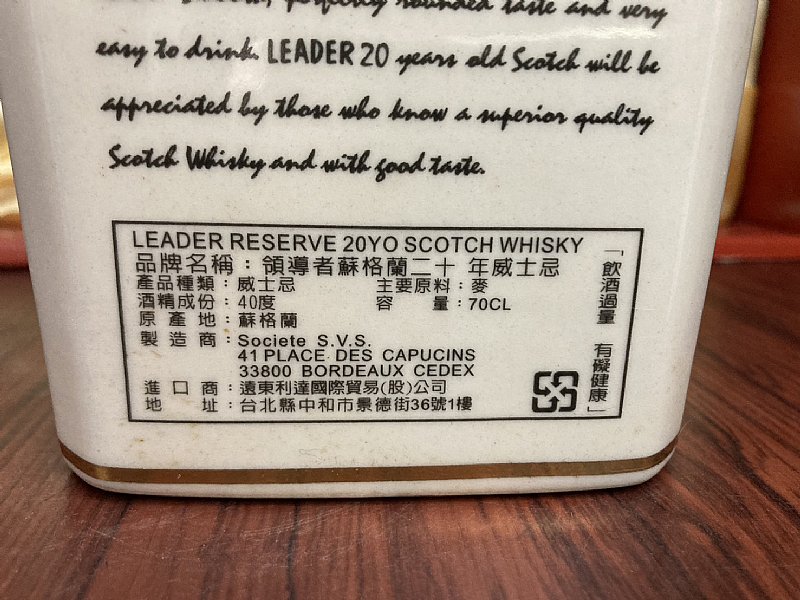 perfectly rounded taste and very
easy to drink. LEADER 20 years old Scotch will be
appreciated by those who know a superior quality
Scotch Whisky and with good taste.
LEADER RESERVE 20YO SCOTCH WHISKY
品牌名稱：領導者蘇格蘭二十 年威士忌
產品種類：威士忌 主要原料：麥
酒精成份：40度 容 量：70CL
原 產 地：蘇格蘭
製 造 商：Societe S.V.S.
41 PLACE DES CAPUCINS
33800 BORDEAUX CEDEX
進 口 商：遠東利達國際貿易(股)公司
地 址：台北縣中和市景德街36號1樓
「飲酒過量 有礙健康」